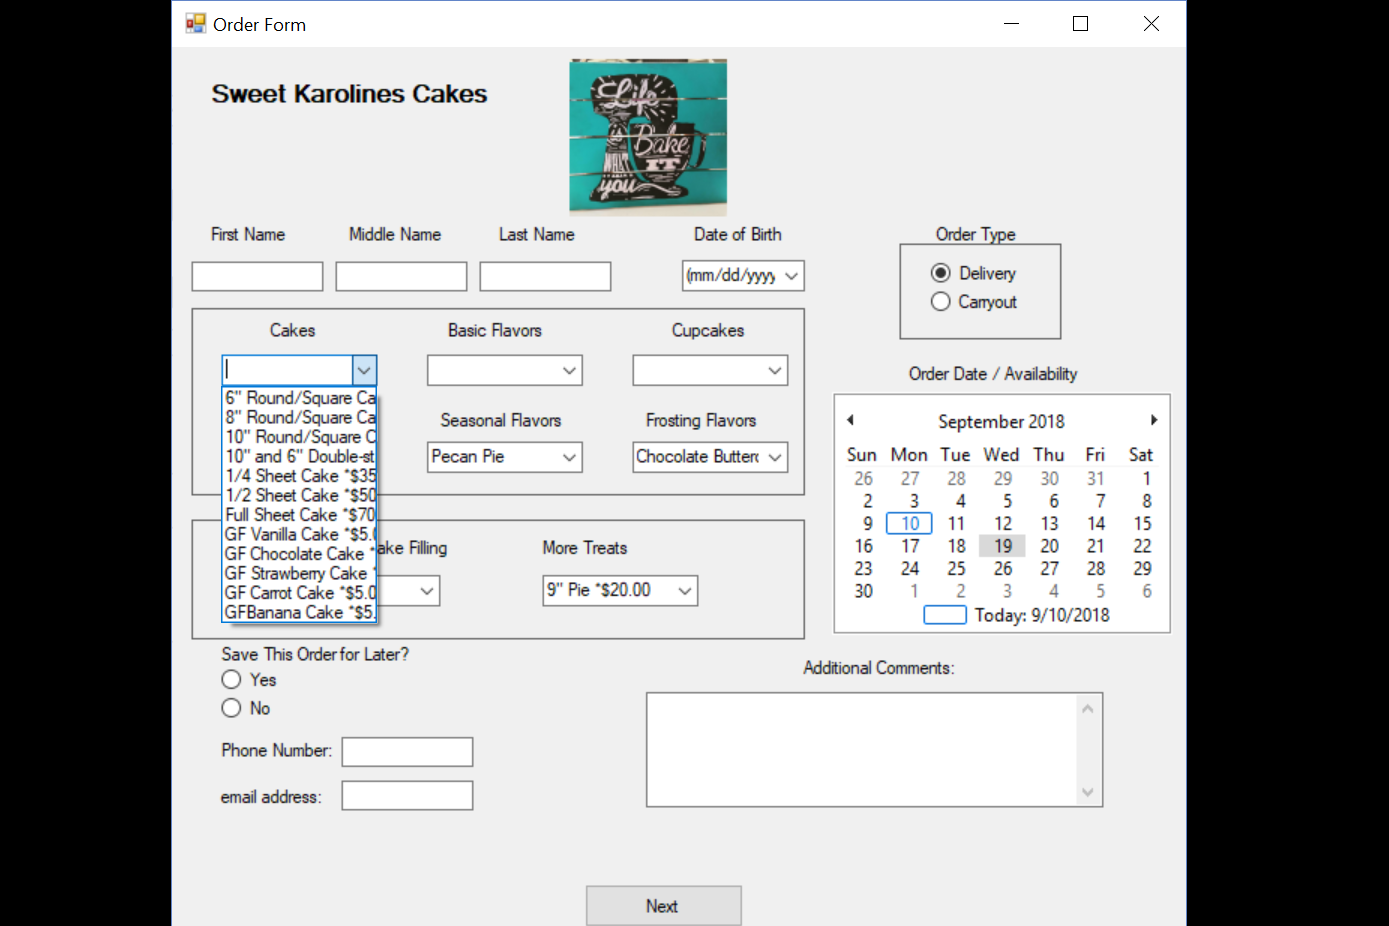 Order Form
Sweet Karolines Cakes
Life
is
WHAT
Bake
IT
you
First Name Middle Name Last Name Date of Birth Order Type
(mm/dd/yyyy
Delivery
Carryout
Cakes Basic Flavors Cupcakes
6" Round/Square Ca
8" Round/Square Ca
10" Round/Square C
10" and 6" Double-st
1/4 Sheet Cake *$35
1/2 Sheet Cake *$50
Full Sheet Cake *$70
GF Vanilla Cake *$5.0
GF Chocolate Cake *
GF Strawberry Cake *
GF Carrot Cake *$5.0
GFBanana Cake *$5.
Seasonal Flavors Frosting Flavors
Pecan Pie Chocolate Butterc
ake Filling More Treats
9" Pie *$20.00
Order Date / Availability
September 2018
Sun Mon Tue Wed Thu Fri Sat
26 27 28 29 30 31 1
2 3 4 5 6 7 8
9 10 11 12 13 14 15
16 17 18 19 20 21 22
23 24 25 26 27 28 29
30 1 2 3 4 5 6
Today: 9/10/2018
Save This Order for Later?
Yes
No
Phone Number:
email address:
Additional Comments:
Next